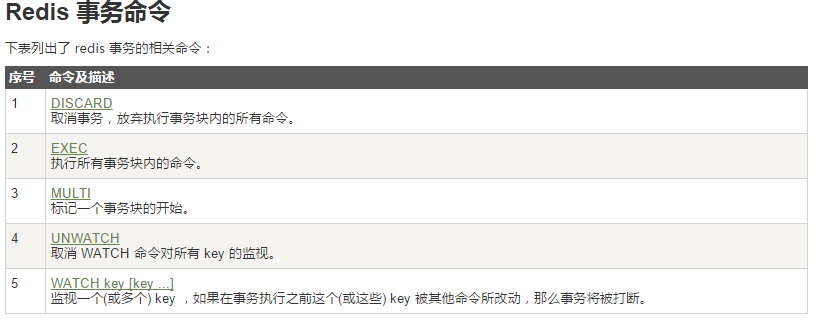 Redis 事务命令
下表列出了 redis 事务的相关命令：
序号 命令及描述
1 DISCARD
取消事务，放弃执行事务块内的所有命令。
2 EXEC
执行所有事务块内的命令。
3 MULTI
标记一个事务块的开始。
4 UNWATCH
取消 WATCH 命令对所有 key 的监视。
5 WATCH key [key ...]
监视一个(或多个) key ，如果在事务执行之前这个(或这些) key 被其他命令所改动，那么事务将被打断。